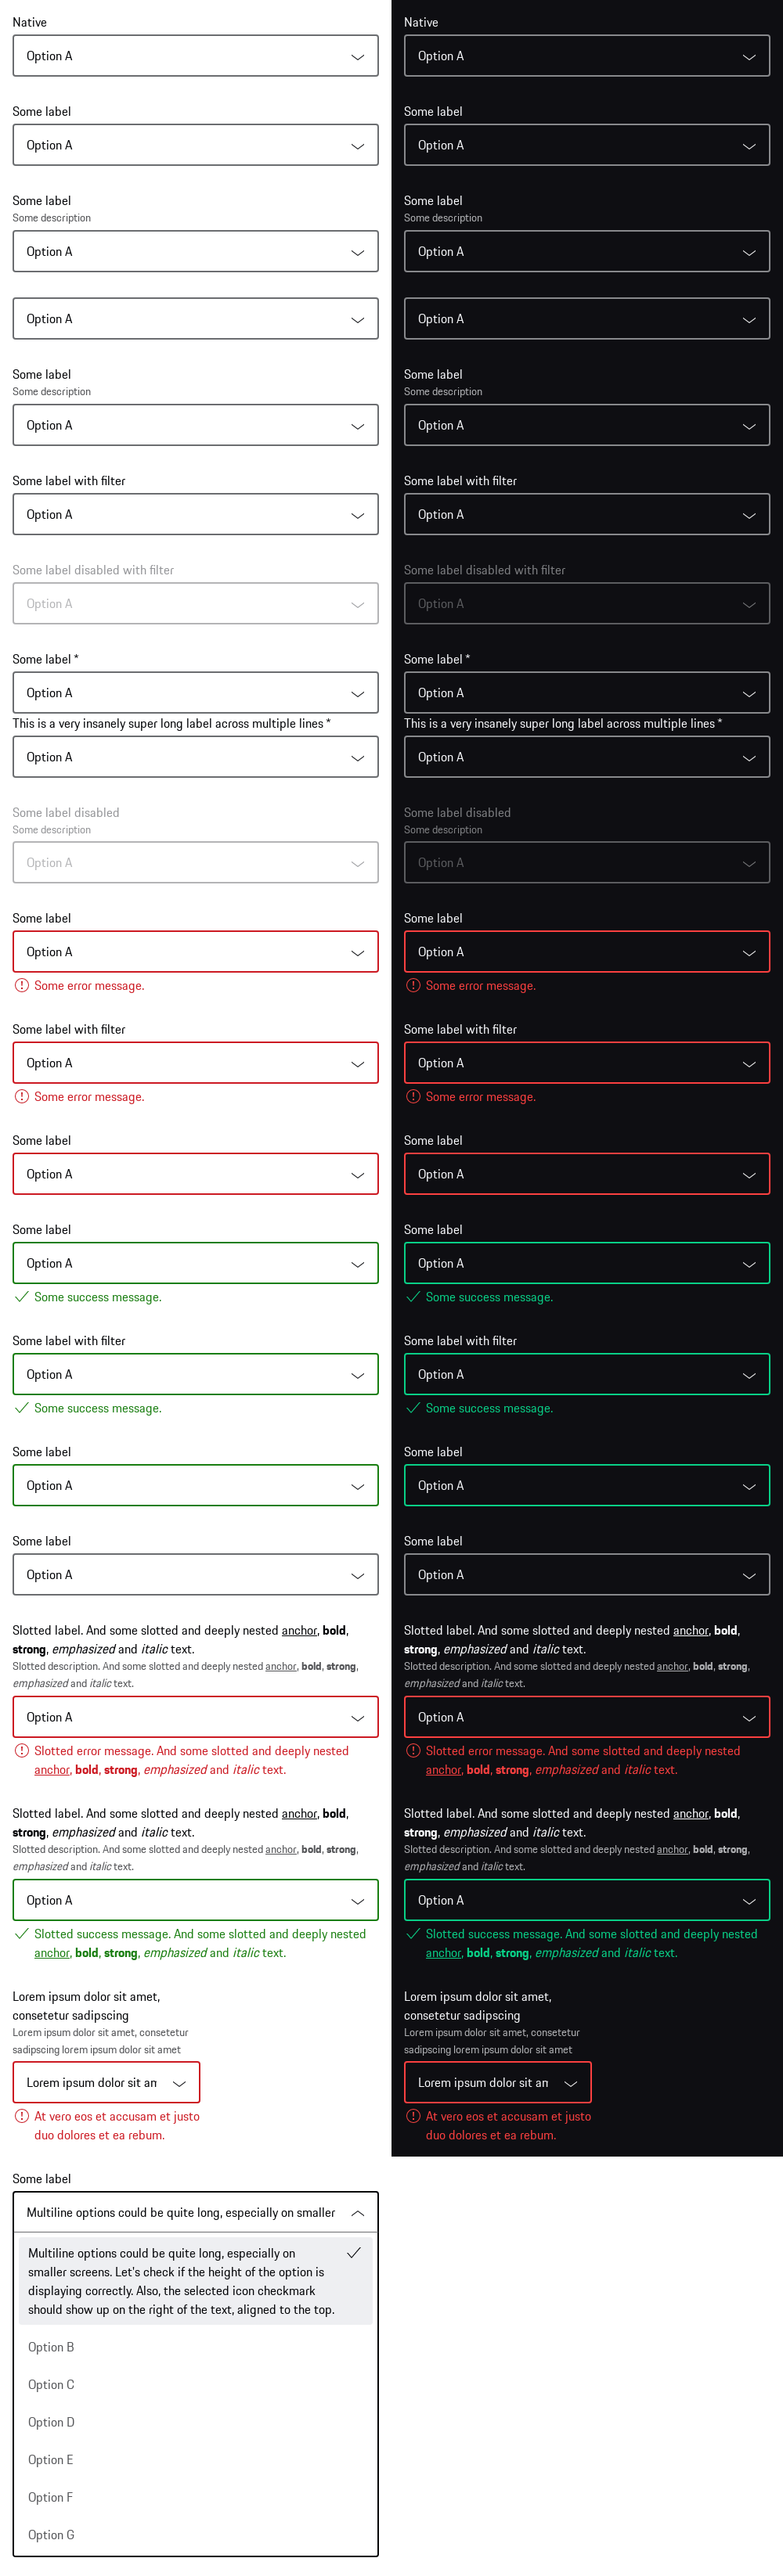 Native
Option A
Some label
Option A
Some label
Some description
Option A
Option A
Some label
Some description
Option A
Some label with filter
Option A
Some label disabled with filter
Option A
Some label *
Option A
This is a very insanely super long label across multiple lines *
Option A
Some label disabled
Some description
Option A
Some label
Option A
Some error message.
Some label with filter
Option A
Some error message.
Some label
Option A
Some label
Option A
Some success message.
Some label with filter
Option A
Some success message.
Some label
Option A
Some label
Option A
Slotted label. And some slotted and deeply nested anchor, bold,
strong, emphasized and italic text.
Slotted description. And some slotted and deeply nested anchor, bold, strong,
emphasized and italic text.
Option A
Slotted error message. And some slotted and deeply nested
anchor, bold, strong, emphasized and italic text.
Slotted label. And some slotted and deeply nested anchor, bold,
strong, emphasized and italic text.
Slotted description. And some slotted and deeply nested anchor, bold, strong,
emphasized and italic text.
Option A
Slotted success message. And some slotted and deeply nested
anchor, bold, strong, emphasized and italic text.
Lorem ipsum dolor sit amet,
consetetur sadipscing
Lorem ipsum dolor sit amet, consetetur
sadipscing lorem ipsum dolor sit amet
Lorem ipsum dolor sit am
At vero eos et accusam et justo
duo dolores et ea rebum.
Some label
Multiline options could be quite long, especially on smaller
Multiline options could be quite long, especially on
smaller screens. Let's check if the height of the option is
displaying correctly. Also, the selected icon checkmark
should show up on the right of the text, aligned to the top.
Option B
Option C
Option D
Option E
Option F
Option G
Native
Option A
Some label
Option A
Some label
Some description
Option A
Option A
Some label
Some description
Option A
Some label with filter
Option A
Some label disabled with filter
Option A
Some label *
Option A
This is a very insanely super long label across multiple lines *
Option A
Some label disabled
Some description
Option A
Some label
Option A
Some error message.
Some label with filter
Option A
Some error message.
Some label
Option A
Some label
Option A
Some success message.
Some label with filter
Option A
Some success message.
Some label
Option A
Some label
Option A
Slotted label. And some slotted and deeply nested anchor, bold,
strong, emphasized and italic text.
Slotted description. And some slotted and deeply nested anchor, bold, strong,
emphasized and italic text.
Option A
Slotted error message. And some slotted and deeply nested
anchor, bold, strong, emphasized and italic text.
Slotted label. And some slotted and deeply nested anchor, bold,
strong, emphasized and italic text.
Slotted description. And some slotted and deeply nested anchor, bold, strong,
emphasized and italic text.
Option A
Slotted success message. And some slotted and deeply nested
anchor, bold, strong, emphasized and italic text.
Lorem ipsum dolor sit amet,
consetetur sadipscing
Lorem ipsum dolor sit amet, consetetur
sadipscing lorem ipsum dolor sit amet
Lorem ipsum dolor sit am
At vero eos et accusam et justo
duo dolores et ea rebum.